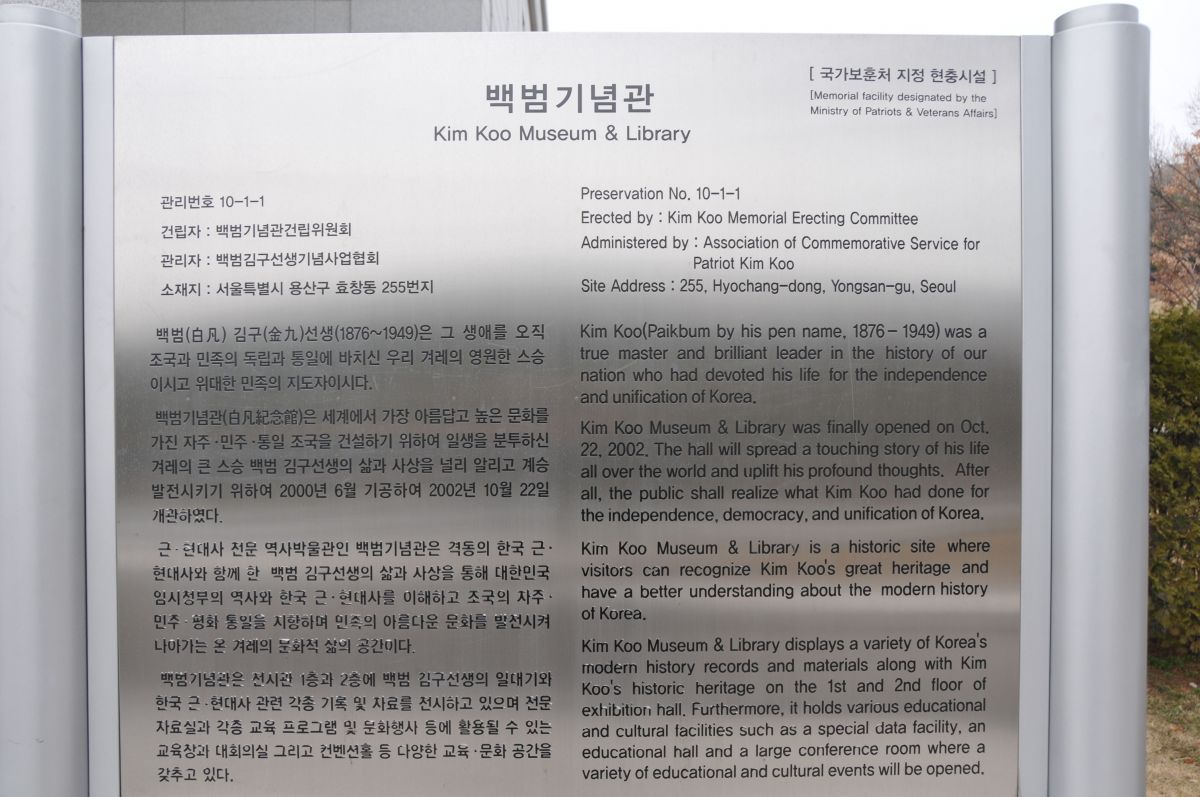 백범기념관
Kim Koo Museum & Library
[ 국가보훈처 지정 현충시설 ]
[Memorial facility designated by the
Ministry of Patriots & Veterans Affairs]
관리번호 10-1-1
건립자 : 백범기념관건립위원회
관리자 : 백범김구선생기념사업협회
소재지 : 서울특별시 용산구 효창동 255번지
백범(白凡) 김구(金九)선생(1876~1949)은 그 생애를 오직
조국과 민족의 독립과 통일에 바치신 우리 겨레의 영원한 스승
이시고 위대한 민족의 지도자이시다.
백범기념관(白凡紀念館)은 세계에서 가장 아름답고 높은 문화를
가진 자주·민주·통일 조국을 건설하기 위하여 일생을 분투하신
겨레의 큰 스승 백범 김구선생의 삶과 사상을 널리 알리고 계승
발전시키기 위하여 2000년 6월 기공하여 2002년 10월 22일
개관하였다.
근·현대사 전문 역사박물관인 백범기념관은 격동의 한국 근·
현대사와 함께 한 백범 김구선생의 삶과 사상을 통해 대한민국
임시정부의 역사와 한국 근·현대사를 이해하고 조국의 자주·
민주·평화 통일을 지향하며 민족의 아름다운 문화를 발전시켜
나아가는 온 겨레의 문화적 삶의 공간이다.
백범기념관은 전시관 1층과 2층에 백범 김구선생의 일대기와
한국 근·현대사 관련 각종 기록 및 자료를 전시하고 있으며 전문
자료실과 각종 교육 프로그램 및 문화행사 등에 활용될 수 있는
교육장과 대회의실 그리고 컨벤션홀 등 다양한 교육·문화 공간을
갖추고 있다.
Preservation No. 10-1-1
Erected by : Kim Koo Memorial Erecting Committee
Administered by : Association of Commemorative Service for
Patriot Kim Koo
Site Address : 255, Hyochang-dong, Yongsan-gu, Seoul
Kim Koo(Paikbum by his pen name, 1876 - 1949) was a
true master and brilliant leader in the history of our
nation who had devoted his life for the independence
and unification of Korea.
Kim Koo Museum & Library was finally opened on Oct.
22, 2002. The hall will spread a touching story of his life
all over the world and uplift his profound thoughts. After
all, the public shall realize what Kim Koo had done for
the independence, democracy, and unification of Korea.
Kim Koo Museum & Library is a historic site where
visitors can recognize Kim Koo's great heritage and
have a better understanding about the modern history
of Korea.
Kim Koo Museum & Library displays a variety of Korea's
modern history records and materials along with Kim
Koo's historic heritage on the 1st and 2nd floor of
exhibition hall. Furthermore, it holds various educational
and cultural facilities such as a special data facility, an
educational hall and a large conference room where a
variety of educational and cultural events will be opened.